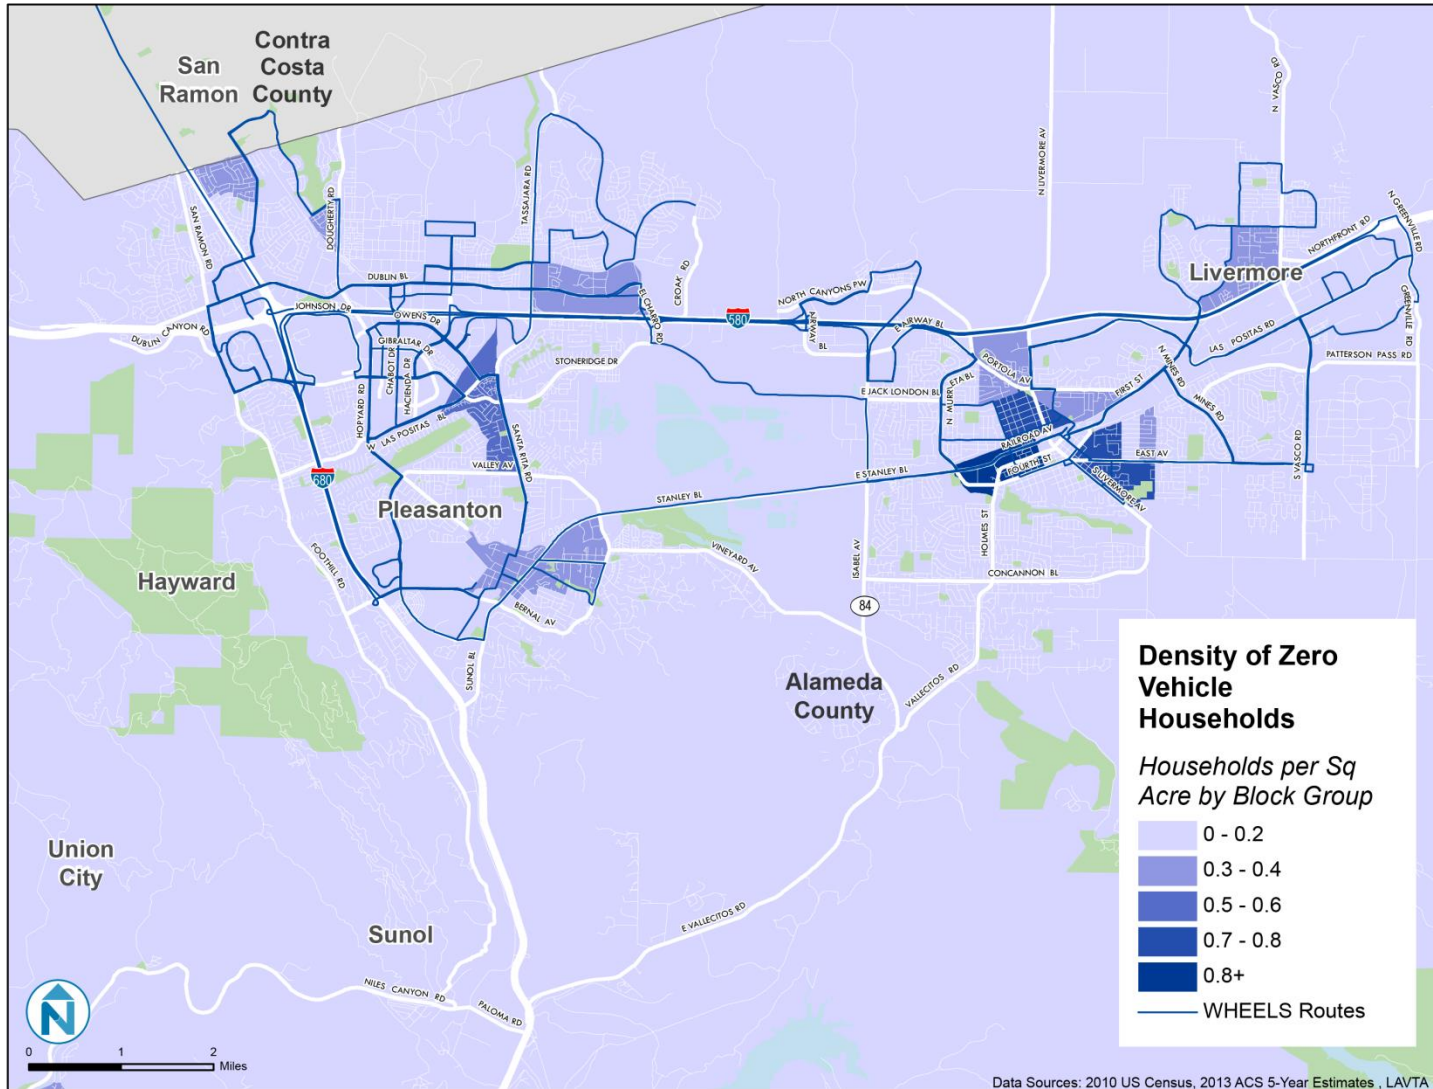 San
Ramon
Contra
Costa
County
N VASCO RD
N LIVERMORE AV
TASSAJARA RD
DOUGHERTY RD
SAN RAMON RD
N GREENVILLE RD
NORTHFRONT RD
Livermore
DUBLIN BL
CROAK RD
NORTH CANYONS PW
GREENVILLE RD
JOHNSON DR
EL CHARRO RD
580
AIRWAY
BL
E AIRWAY BL
LAS POSITAS RD
DUBLIN CANYON RD
OWENS DR
GIBRALTAR DR
STONERIDGE DR
PATTERSON PASS RD
CHABOT DR
HACIENDA DR
HOPYARD RD
PORTOLA AV
N MINES RD
E JACK LONDON BL
N MURRIETA BL
FIRST ST
MINES RD
W LAS POSITAS BL
SANTA RITA RD
RAILROAD AV
EAST AV
S VASCO RD
680
VALLEY AV
E STANLEY BL
FOURTH ST
S LIVERMORE AV
STANLEY BL
Pleasanton
HOLMES ST
FOOTHILL RD
VINEYARD AV
ISABEL AV
Hayward
CONCANNON BL
BERNAL AV
84
SUNOL BL
Alameda
County
VALLECITOS RD
Density of Zero
Vehicle
Households
Households per Sq
Acre by Block Group
0 - 0.2
0.3 - 0.4
0.5 - 0.6
0.7 - 0.8
0.8+
WHEELS Routes
Union
City
Sunol
E VALLECITOS RD
NILES CANYON RD
PALOMA RD
N
0 1 2
Miles
Data Sources: 2010 US Census, 2013 ACS 5-Year Estimates , LAVTA